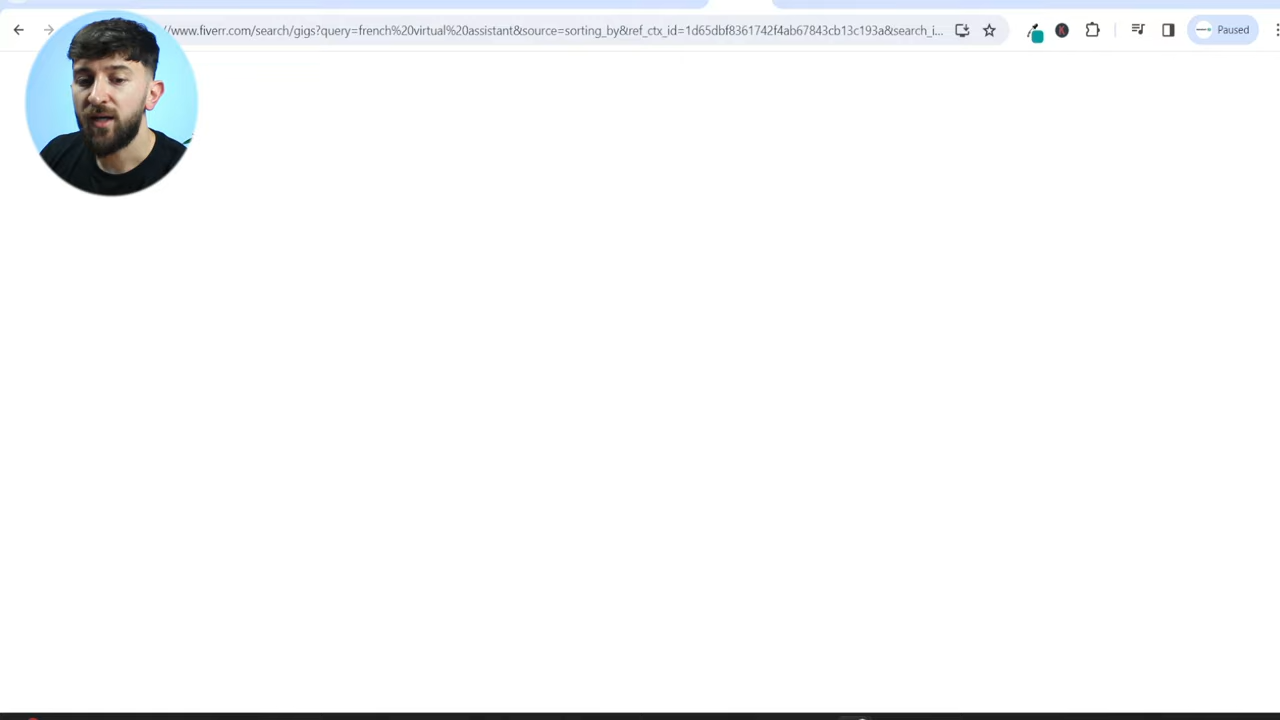 //www.fiverr.com/search/gigs?query=french%20virtual%20assistant&source=sorting_by&ref_ctx_id=1d65dbf8361742f4ab67843cb13c193a&search_i...
K
Paused